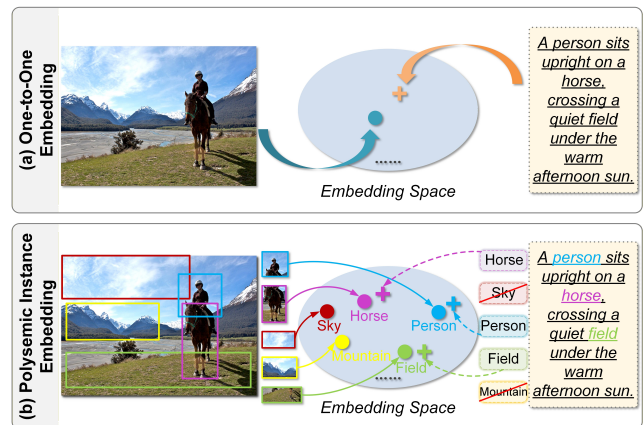 (a) One-to-One
Embedding
Embedding Space
......
A person sits
upright on a
horse,
crossing a
quiet field
under the
warm
afternoon sun.
(b) Polysemic Instance
Embedding
Sky
Horse
Person
Mountain
Field
......
Embedding Space
Horse
Sky
Person
Field
Mountain
A person sits
upright on a
horse,
crossing a
quiet field
under the
warm
afternoon sun.